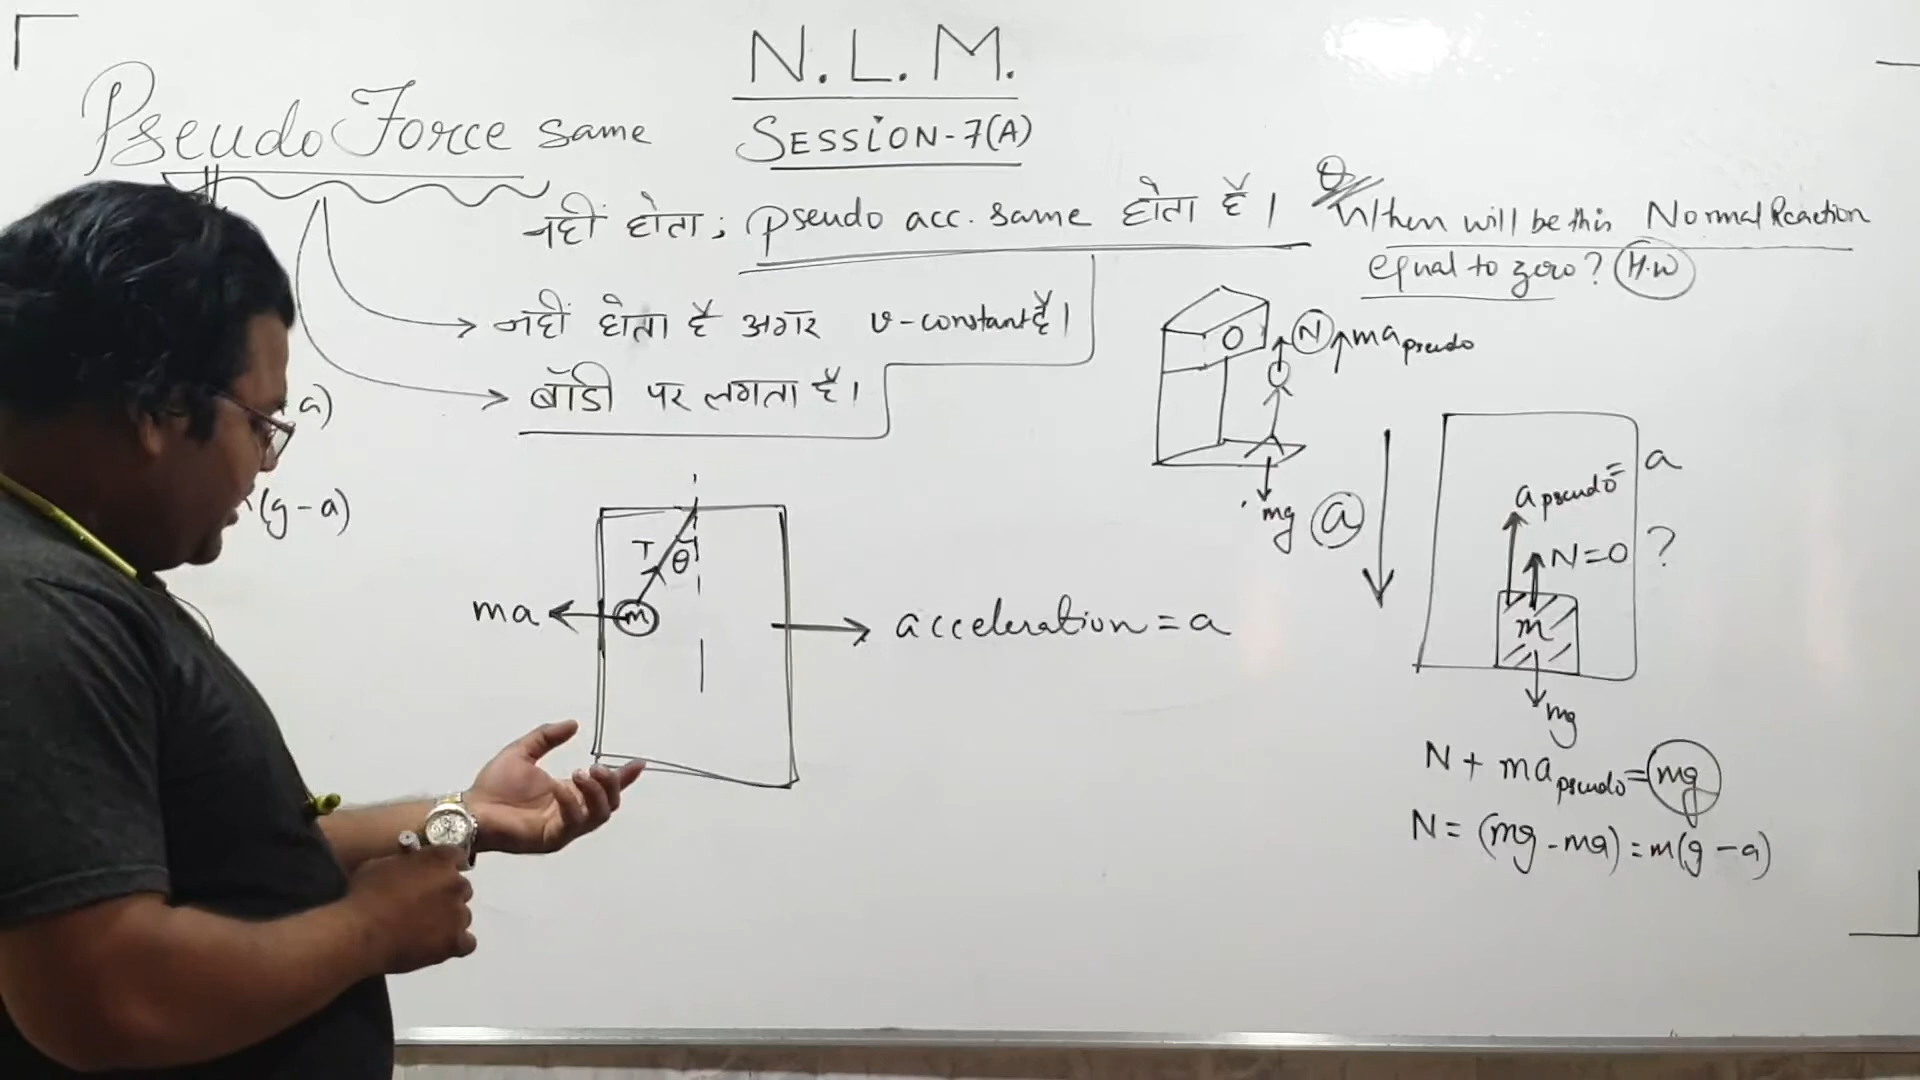 N. L. M.
SESSION-7(A)
Pseudo Force same
नहीं होता; pseudo acc. same होता है।
नहीं होता है अगर v-constant है।
बॉडी पर लगता है।
a)
(g-a)
Q When will be this Normal Reaction
equal to zero? (H.W)
N ma pseudo
mg
a
T θ
m
ma
acceleration = a
a pseudo = a
N=0 ?
m
mg
N + ma pseudo = mg
N = (mg - ma) = m(g-a)